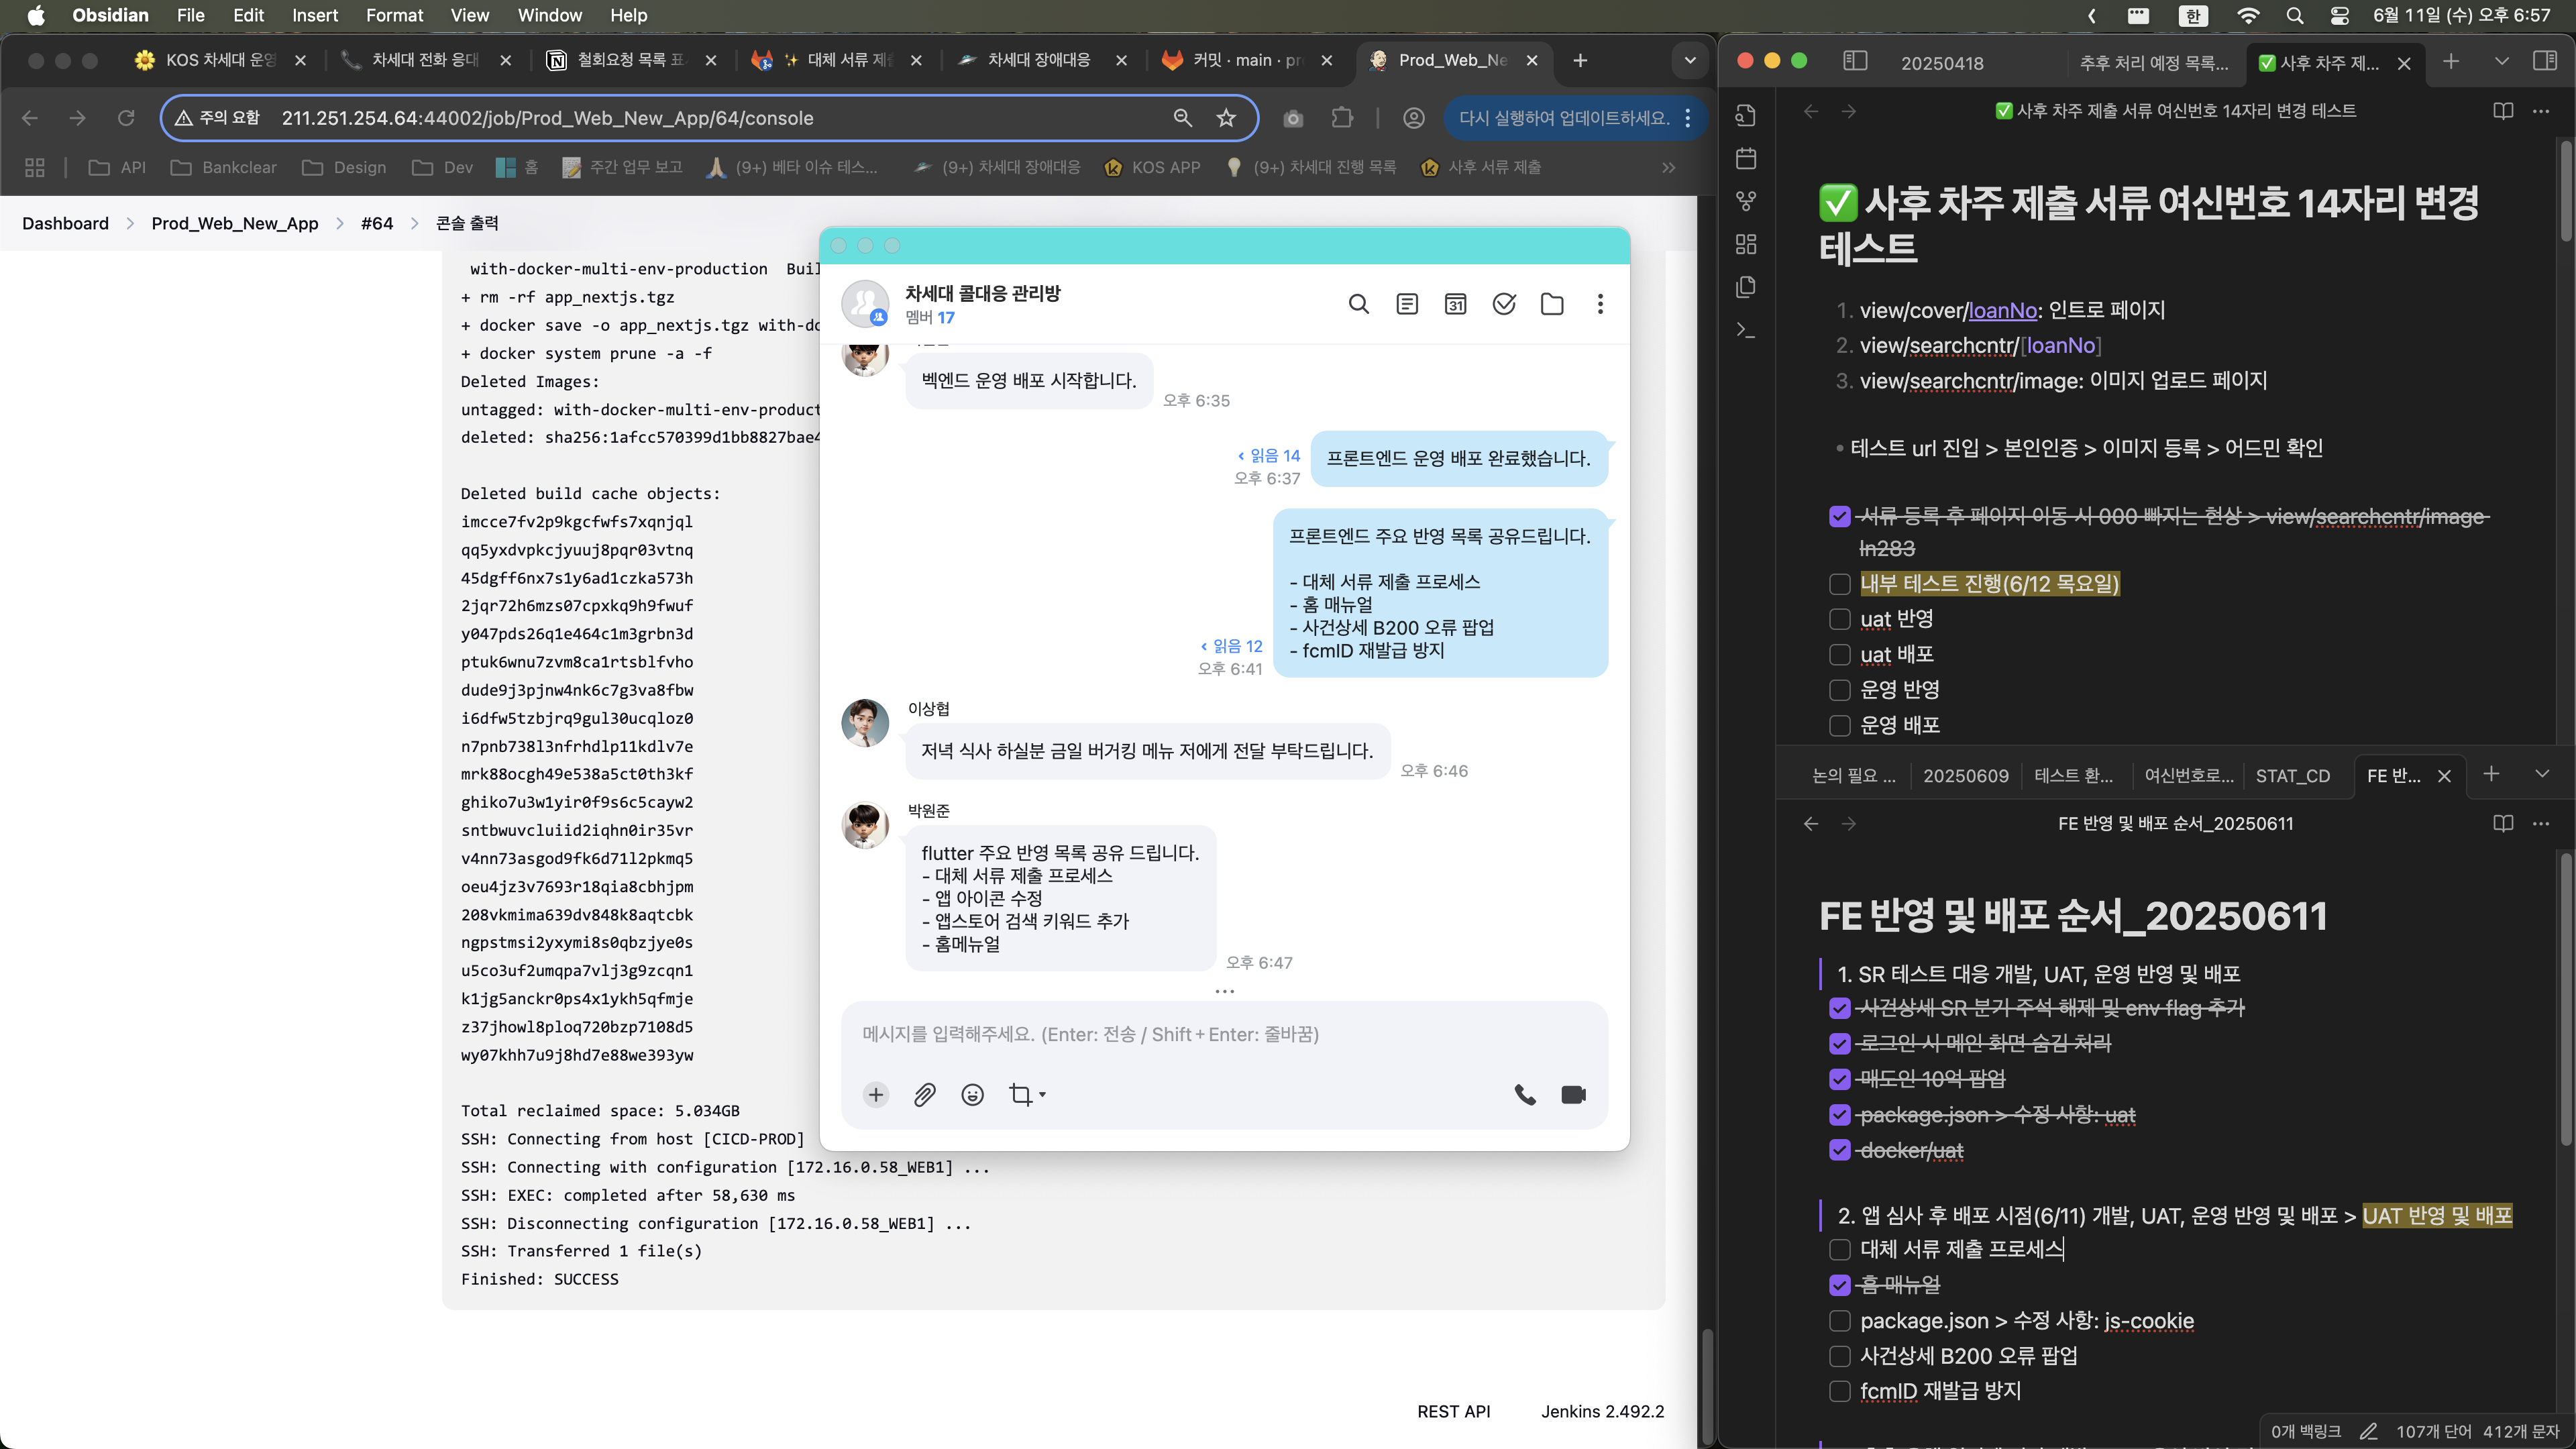 Obsidian File Edit Insert Format View Window Help
한
6월 11일 (수) 오후 6:57
KOS 차세대 운영
차세대 전화 응대
철회요청 목록 표
✨ 대체 서류 제출
차세대 장애대응
커밋 · main · pr
Prod_Web_Ne
주의 요함 211.251.254.64:44002/job/Prod_Web_New_App/64/console
다시 실행하여 업데이트하세요.
API Bankclear Design Dev 홈 주간 업무 보고 (9+) 베타 이슈 테스... (9+) 차세대 장애대응 KOS APP (9+) 차세대 진행 목록 사후 서류 제출
Dashboard > Prod_Web_New_App > #64 > 콘솔 출력
with-docker-multi-env-production Buil
+ rm -rf app_nextjs.tgz
+ docker save -o app_nextjs.tgz with-do
+ docker system prune -a -f
Deleted Images:
untagged: with-docker-multi-env-product
deleted: sha256:1afcc570399d1bb8827bae4
Deleted build cache objects:
imcce7fv2p9kgcfwfs7xqnjql
qq5yxdvpkcjyuuj8pqr03vtnq
45dgff6nx7s1y6ad1czka573h
2jqr72h6mzs07cpxkq9h9fwuf
y047pds26q1e464c1m3grbn3d
ptuk6wnu7zvm8ca1rtsblfvho
dude9j3pjnw4nk6c7g3va8fbw
i6dfw5tzbjrq9gul30ucqloz0
n7pnb738l3nfrhdlp11kdlv7e
mrk88ocgh49e538a5ct0th3kf
ghiko7u3w1yir0f9s6c5cayw2
sntbwuvcluiid2iqhn0ir35vr
v4nn73asgod9fk6d71l2pkmq5
oeu4jz3v7693r18qia8cbhjpm
208vkmima639dv848k8aqtcbk
ngpstmsi2yxymi8s0qbzjye0s
u5co3uf2umqpa7vlj3g9zcqn1
k1jg5anckr0ps4x1ykh5qfmje
z37jhowl8ploq720bzp7108d5
wy07khh7u9j8hd7e88we393yw
Total reclaimed space: 5.034GB
SSH: Connecting from host [CICD-PROD]
SSH: Connecting with configuration [172.16.0.58_WEB1] ...
SSH: EXEC: completed after 58,630 ms
SSH: Disconnecting configuration [172.16.0.58_WEB1] ...
SSH: Transferred 1 file(s)
Finished: SUCCESS
REST API Jenkins 2.492.2
차세대 콜대응 관리방
멤버 17
31
벡엔드 운영 배포 시작합니다.
오후 6:35
프론트엔드 운영 배포 완료했습니다.
읽음 14
오후 6:37
프론트엔드 주요 반영 목록 공유드립니다.
- 대체 서류 제출 프로세스
- 홈 매뉴얼
- 사건상세 B200 오류 팝업
- fcmID 재발급 방지
읽음 12
오후 6:41
이상협
저녁 식사 하실분 금일 버거킹 메뉴 저에게 전달 부탁드립니다.
오후 6:46
박원준
flutter 주요 반영 목록 공유 드립니다.
- 대체 서류 제출 프로세스
- 앱 아이콘 수정
- 앱스토어 검색 키워드 추가
- 홈메뉴얼
오후 6:47
메시지를 입력해주세요. (Enter: 전송 / Shift+Enter: 줄바꿈)
20250418 추후 처리 예정 목록... ✅ 사후 차주 제...
✅ 사후 차주 제출 서류 여신번호 14자리 변경 테스트
✅ 사후 차주 제출 서류 여신번호 14자리 변경
테스트
1. view/cover/loanNo: 인트로 페이지
2. view/searchcntr/[loanNo]
3. view/searchcntr/image: 이미지 업로드 페이지
• 테스트 url 진입 > 본인인증 > 이미지 등록 > 어드민 확인
서류 등록 후 페이지 이동 시 000 빠지는 현상 > view/searchcntr/image
ln283
내부 테스트 진행(6/12 목요일)
uat 반영
uat 배포
운영 반영
운영 배포
논의 필요 ... 20250609 테스트 환... 여신번호로... STAT_CD FE 반...
FE 반영 및 배포 순서_20250611
FE 반영 및 배포 순서_20250611
1. SR 테스트 대응 개발, UAT, 운영 반영 및 배포
사건상세 SR 분기 주석 해제 및 env flag 추가
로그인 시 메인 화면 숨김 처리
매도인 10억 팝업
package.json > 수정 사항: uat
docker/uat
2. 앱 심사 후 배포 시점(6/11) 개발, UAT, 운영 반영 및 배포 > UAT 반영 및 배포
대체 서류 제출 프로세스
홈 매뉴얼
package.json > 수정 사항: js-cookie
사건상세 B200 오류 팝업
fcmID 재발급 방지
0개 백링크 107개 단어 412개 문자